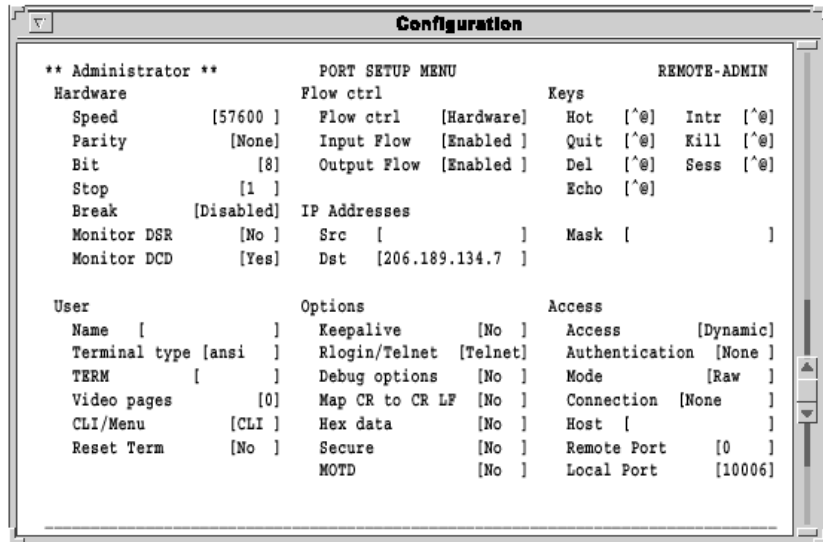 Configuration
** Administrator ** PORT SETUP MENU REMOTE-ADMIN
Hardware Flow ctrl Keys
Speed [57600 ] Flow ctrl [Hardware] Hot [^@] Intr [^@]
Parity [None] Input Flow [Enabled ] Quit [^@] Kill [^@]
Bit [8] Output Flow [Enabled ] Del [^@] Sess [^@]
Stop [1 ] Echo [^@]
Break [Disabled] IP Addresses
Monitor DSR [No ] Src [ ] Mask [ ]
Monitor DCD [Yes] Dst [206.189.134.7 ]
User Options Access
Name [ ] Keepalive [No ] Access [Dynamic]
Terminal type [ansi ] Rlogin/Telnet [Telnet] Authentication [None ]
TERM [ ] Debug options [No ] Mode [Raw ]
Video pages [0] Map CR to CR LF [No ] Connection [None ]
CLI/Menu [CLI ] Hex data [No ] Host [ ]
Reset Term [No ] Secure [No ] Remote Port [0 ]
MOTD [No ] Local Port [10006]